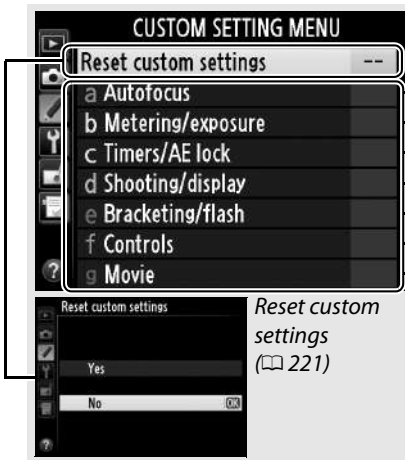 CUSTOM SETTING MENU
Reset custom settings --
a Autofocus
b Metering/exposure
c Timers/AE lock
d Shooting/display
e Bracketing/flash
f Controls
g Movie
?
Reset custom settings
Yes
No OK
?
Reset custom
settings
(221)